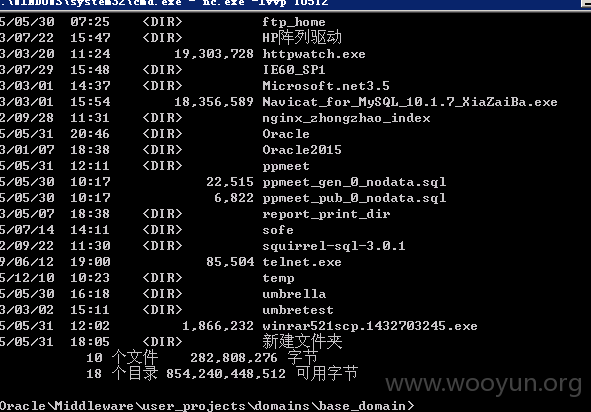 .\WINDOWS\system32\cmd.exe - nc.exe -lvvp 10512
5/05/30 07:25 <DIR> ftp_home
3/07/22 15:47 <DIR> HP阵列驱动
3/03/20 11:24 19,303,728 httpwatch.exe
3/07/29 15:48 <DIR> IE60_SP1
3/03/01 14:37 <DIR> Microsoft.net3.5
3/03/01 15:54 18,356,589 Navicat_for_MySQL_10.1.7_XiaZaiBa.exe
2/09/28 11:31 <DIR> nginx_zhongzhao_index
5/05/31 20:46 <DIR> Oracle
3/01/07 18:38 <DIR> Oracle2015
5/05/31 12:11 <DIR> ppmeet
5/05/30 10:17 22,515 ppmeet_gen_0_nodata.sql
5/05/30 10:17 6,822 ppmeet_pub_0_nodata.sql
3/05/07 18:38 <DIR> report_print_dir
5/07/14 14:11 <DIR> sofe
2/09/22 11:30 <DIR> squirrel-sql-3.0.1
9/06/12 19:00 85,504 telnet.exe
5/12/10 10:23 <DIR> temp
5/05/30 16:18 <DIR> umbrella
3/03/02 15:11 <DIR> umbretest
5/05/31 12:02 1,866,232 winrar521scp.1432703245.exe
5/05/31 18:05 <DIR> 新建文件夹
10 个文件 282,808,276 字节
18 个目录 854,240,448,512 可用字节
www.wooyun.org
Oracle\Middleware\user_projects\domains\base_domain>